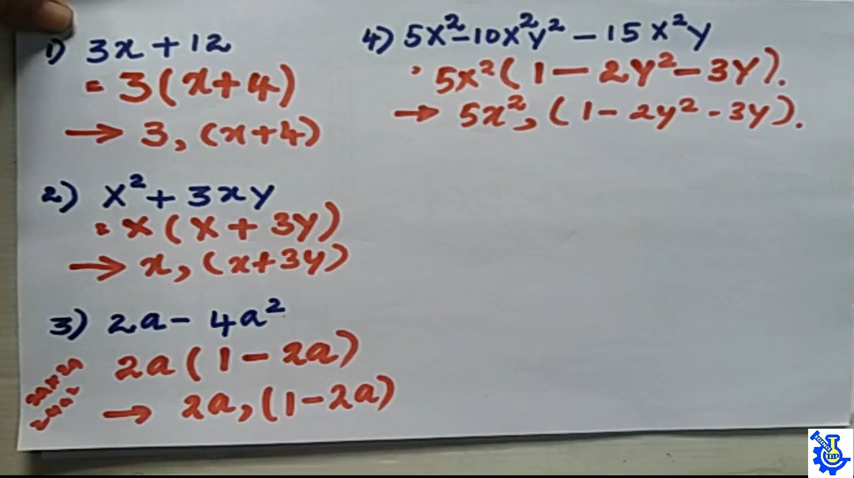 1) 3x + 12
= 3(x+4)
→ 3, (x+4)
2) x² + 3xy
= x(x + 3y)
→ x, (x+3y)
3) 2a - 4a²
2a(1 - 2a)
→ 2a, (1-2a)
4) 5x²-10x²y² - 15x²y
5x²(1 - 2y² - 3y).
→ 5x², (1 - 2y² - 3y).